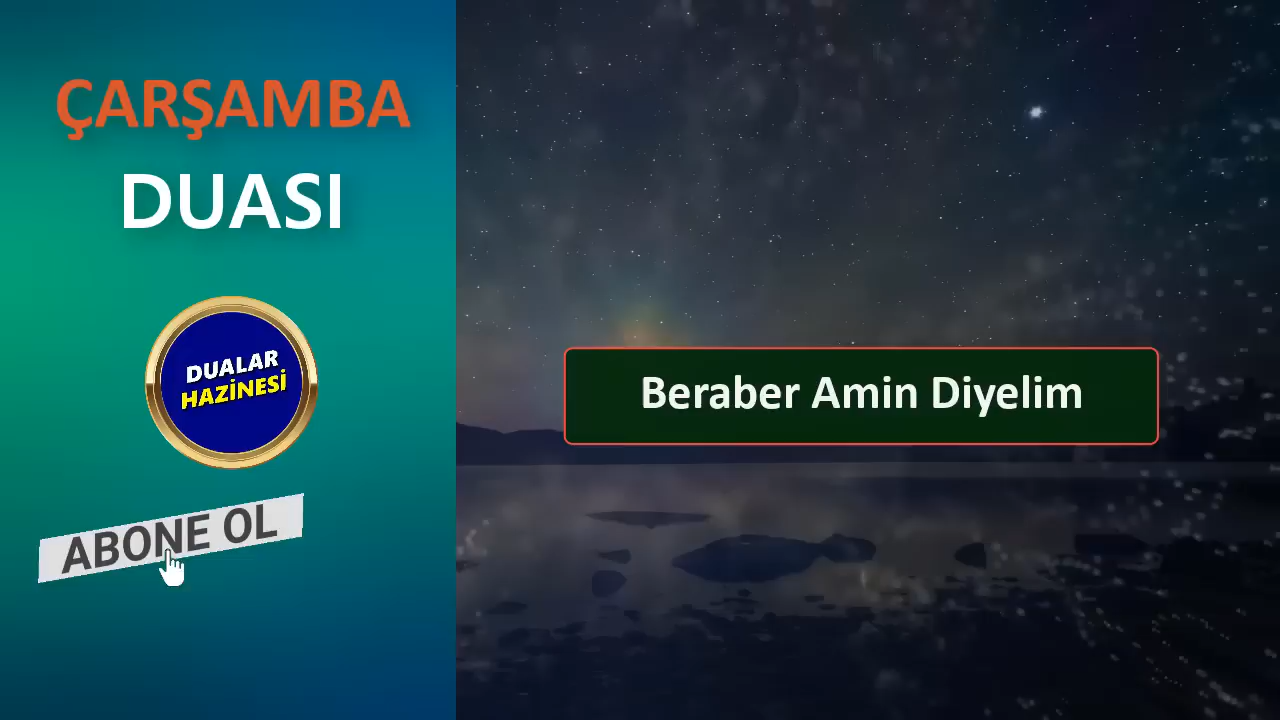 ÇARŞAMBA
DUASI
DUALAR
HAZİNESİ
ABONE OL
Beraber Amin Diyelim